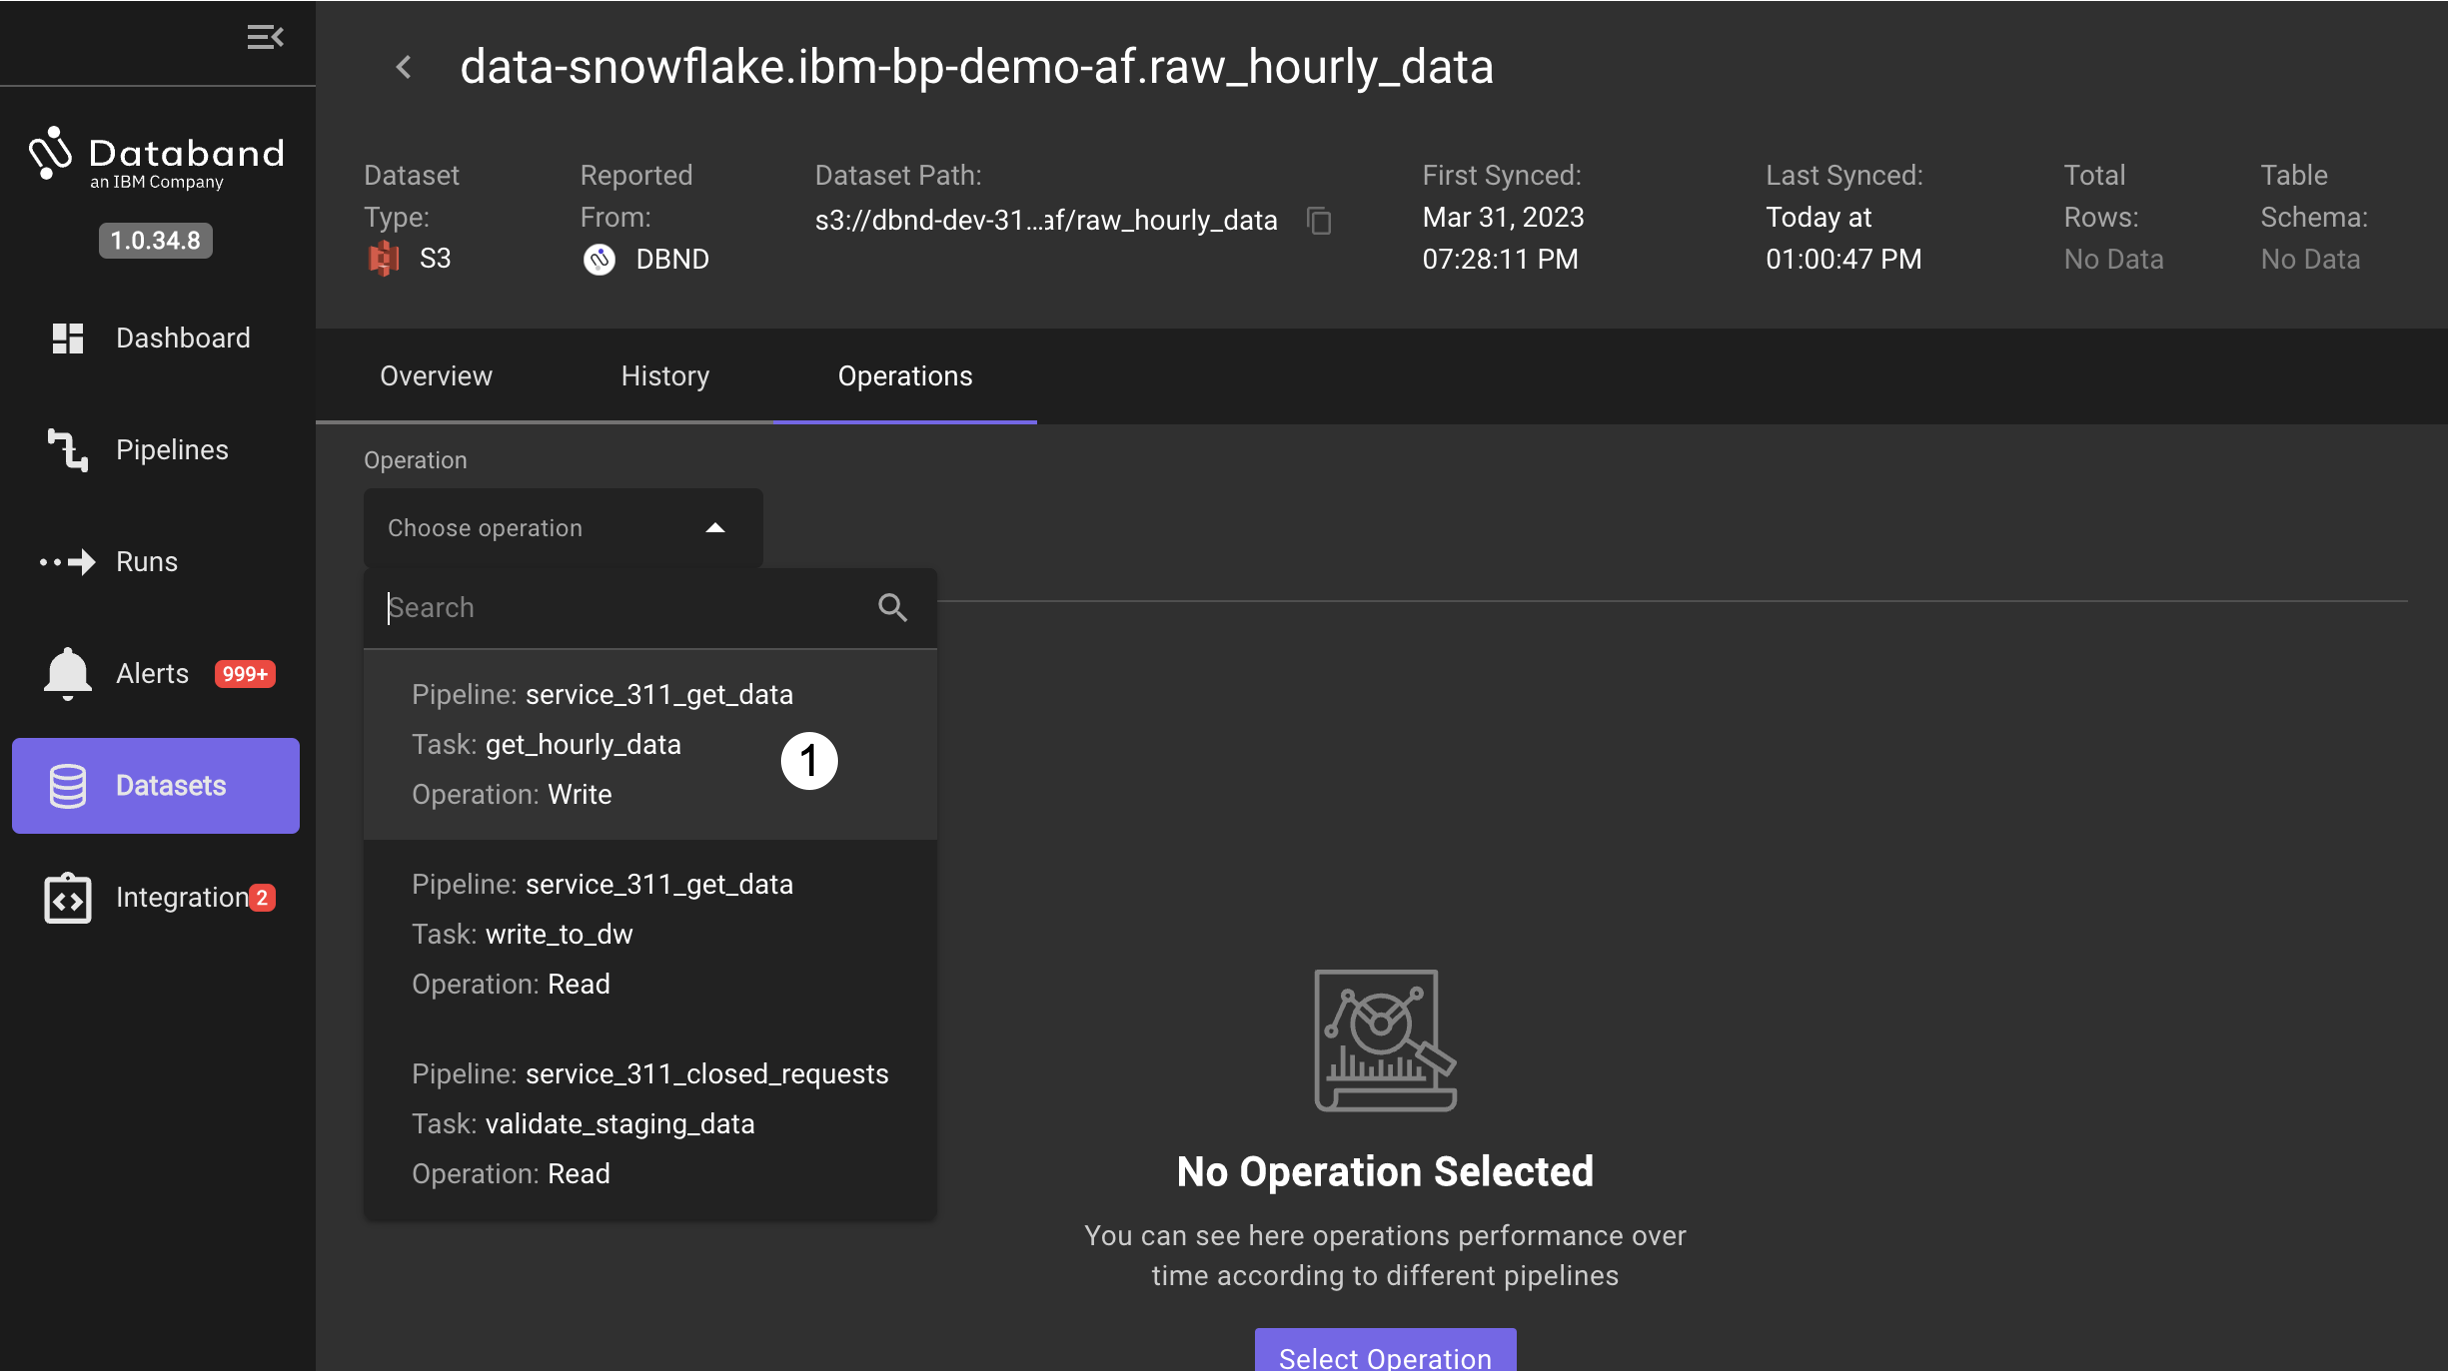 data-snowflake.ibm-bp-demo-af.raw_hourly_data
Databand
an IBM Company
1.0.34.8
Dashboard
Pipelines
Runs
Alerts 999+
Datasets
Integration 2
Dataset Type:
S3
Reported From:
DBND
Dataset Path:
s3://dbnd-dev-31...af/raw_hourly_data
First Synced:
Mar 31, 2023
07:28:11 PM
Last Synced:
Today at
01:00:47 PM
Total Rows:
No Data
Table Schema:
No Data
Overview
History
Operations
Operation
Choose operation
Search
Pipeline: service_311_get_data
Task: get_hourly_data
1
Operation: Write
Pipeline: service_311_get_data
Task: write_to_dw
Operation: Read
Pipeline: service_311_closed_requests
Task: validate_staging_data
Operation: Read
No Operation Selected
You can see here operations performance over
time according to different pipelines
Select Operation